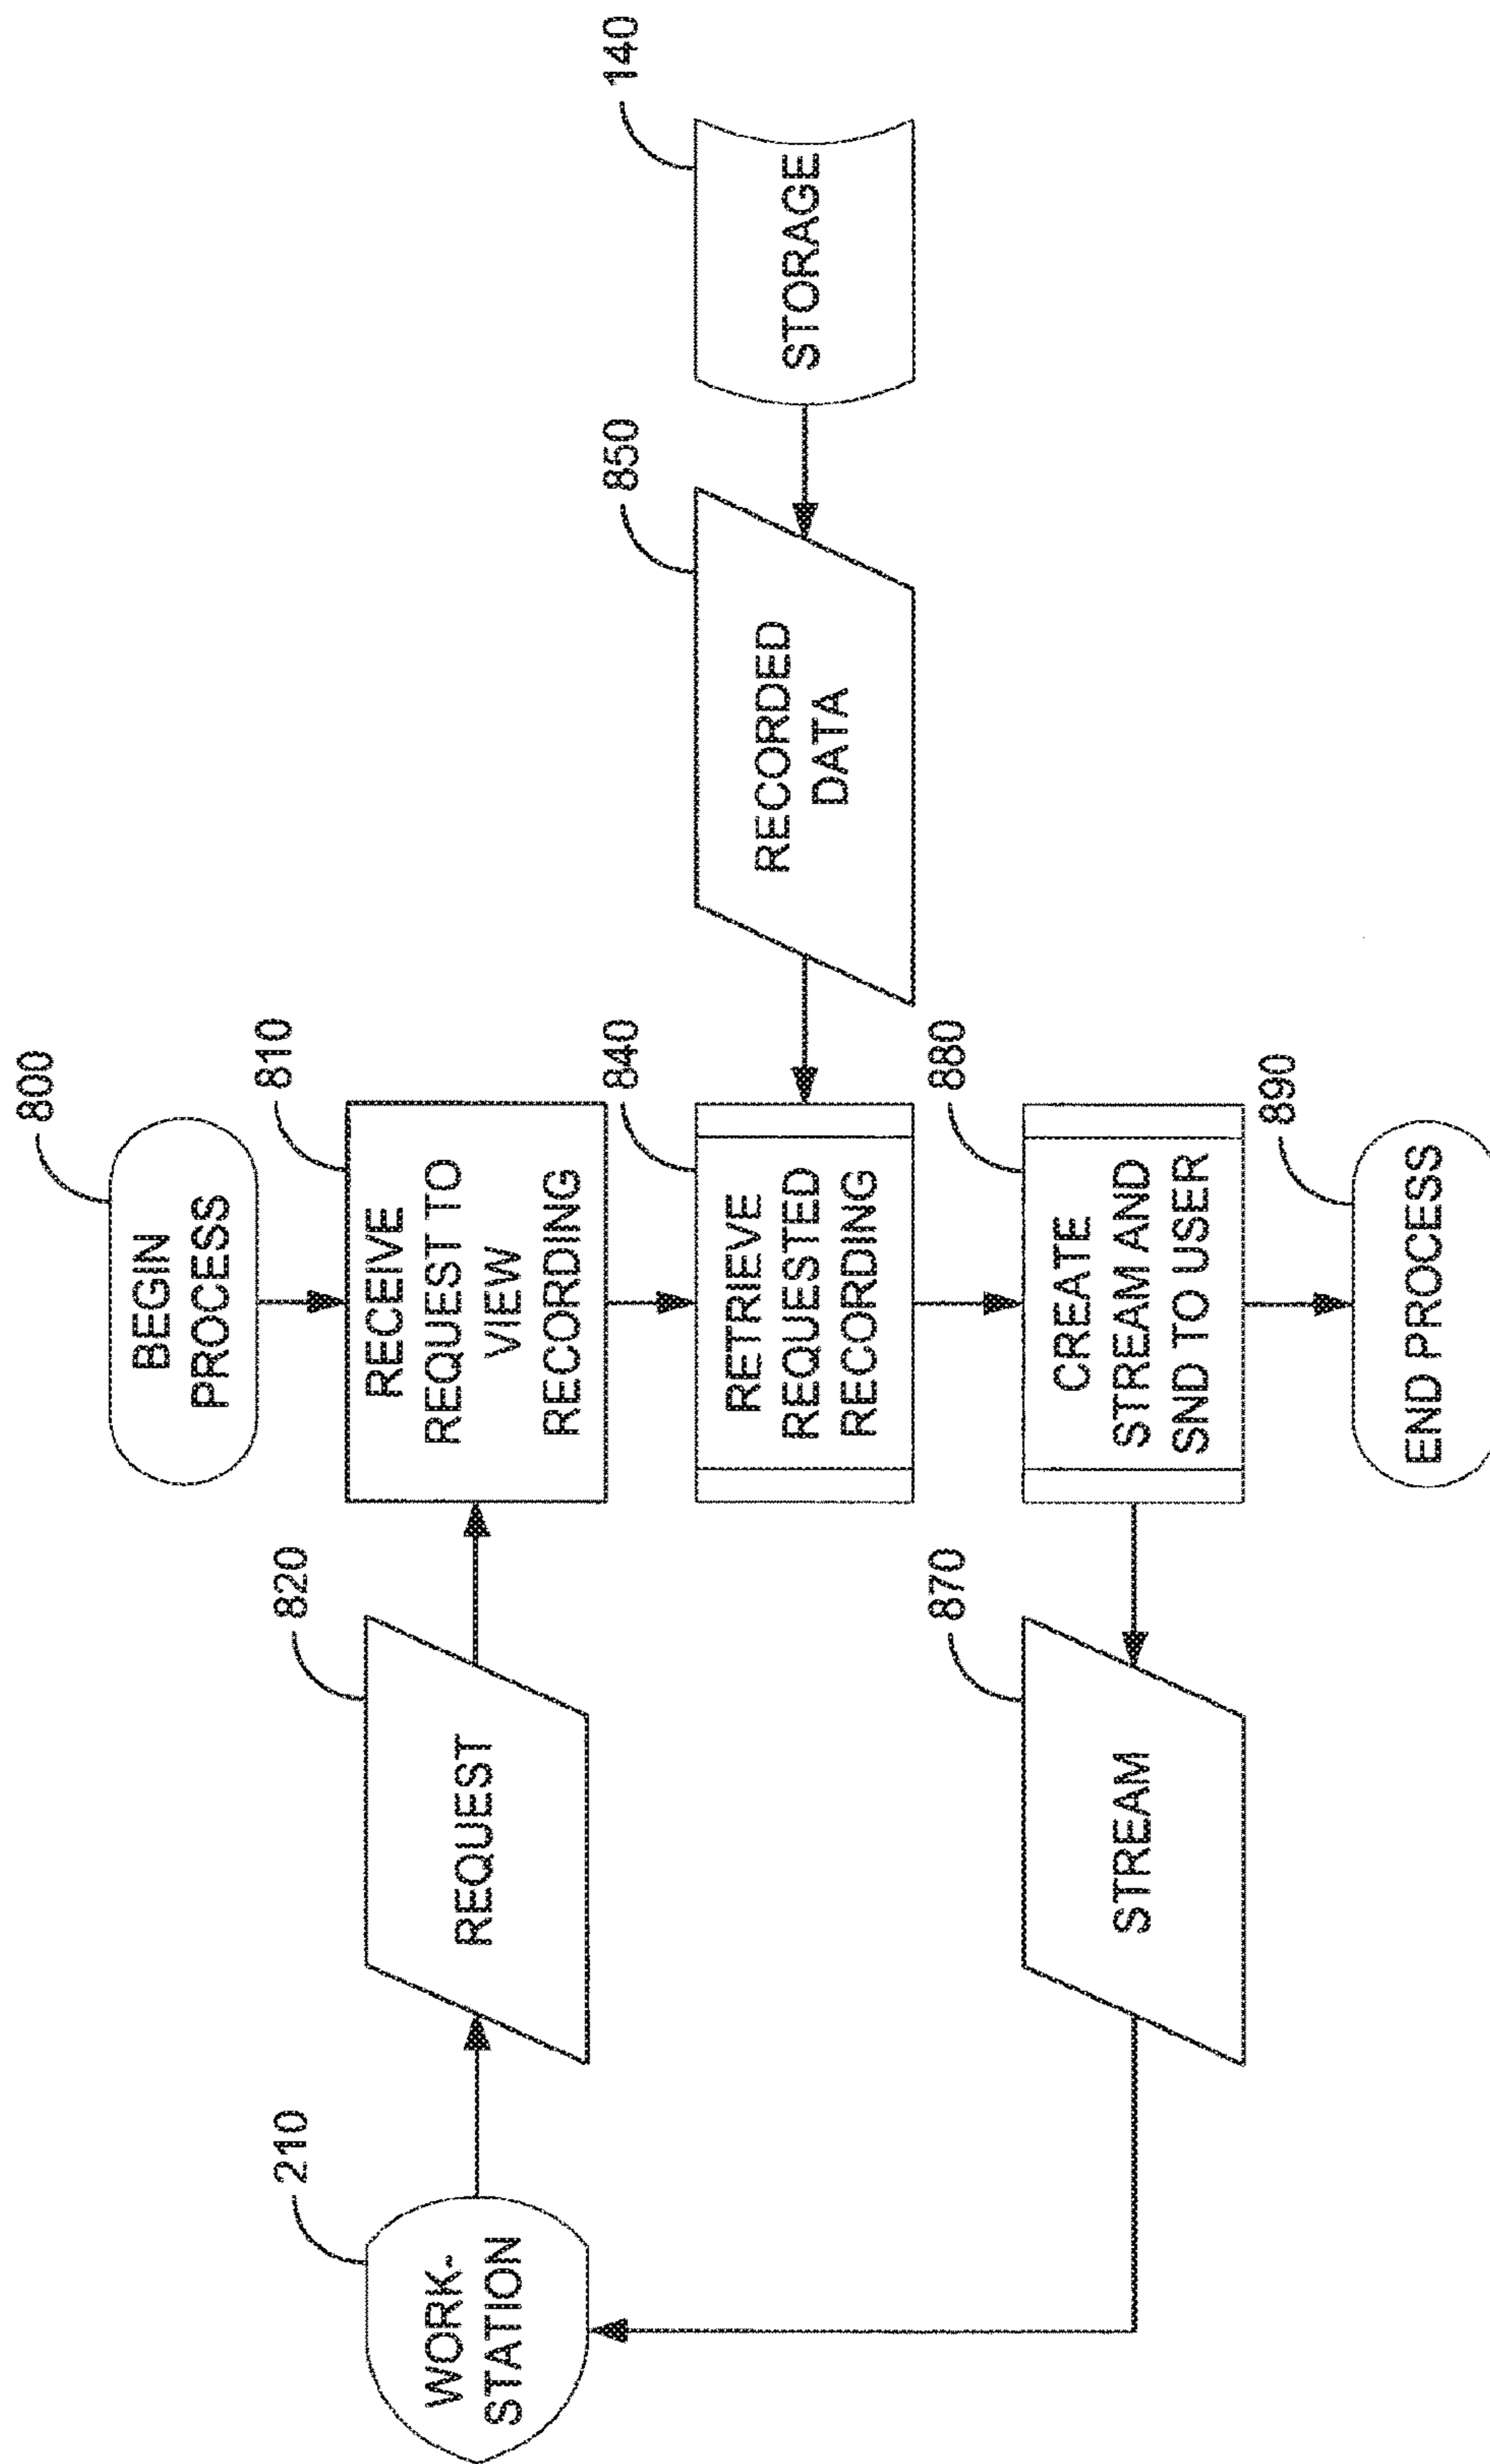 800
BEGIN
PROCESS
210
WORK-
STATION
820
REQUEST
810
RECEIVE
REQUEST TO
VIEW
RECORDING
840
RETRIEVE
REQUESTED
RECORDING
850
RECORDED
DATA
140
STORAGE
870
STREAM
880
CREATE
STREAM AND
SND TO USER
890
END PROCESS